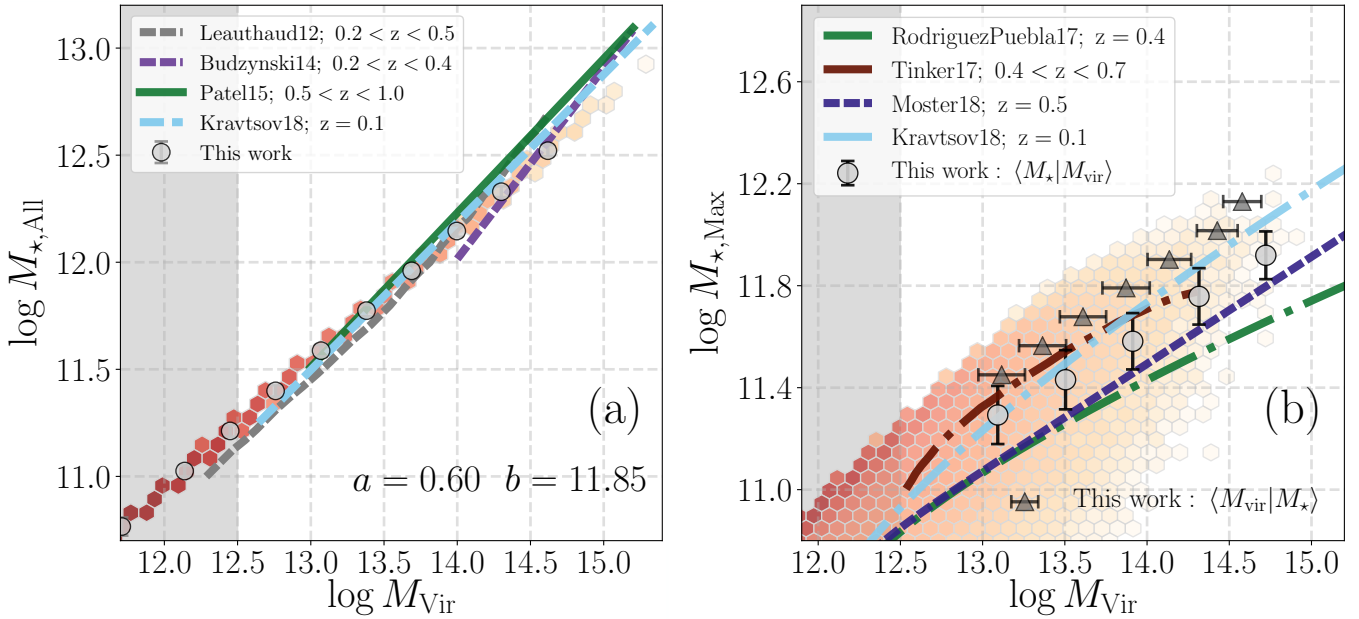 Leauthaud12; 0.2 < z < 0.5
Budzynski14; 0.2 < z < 0.4
Patel15; 0.5 < z < 1.0
Kravtsov18; z = 0.1
This work
13.0
12.5
12.0
11.5
11.0
log M⋆,All
(a)
a = 0.60 b = 11.85
12.0 12.5 13.0 13.5 14.0 14.5 15.0
log M_Vir
RodriguezPuebla17; z = 0.4
Tinker17; 0.4 < z < 0.7
Moster18; z = 0.5
Kravtsov18; z = 0.1
This work : ⟨M⋆|M_vir⟩
12.6
12.2
11.8
11.4
11.0
log M⋆,Max
(b)
This work : ⟨M_vir|M⋆⟩
12.0 12.5 13.0 13.5 14.0 14.5 15.0
log M_Vir